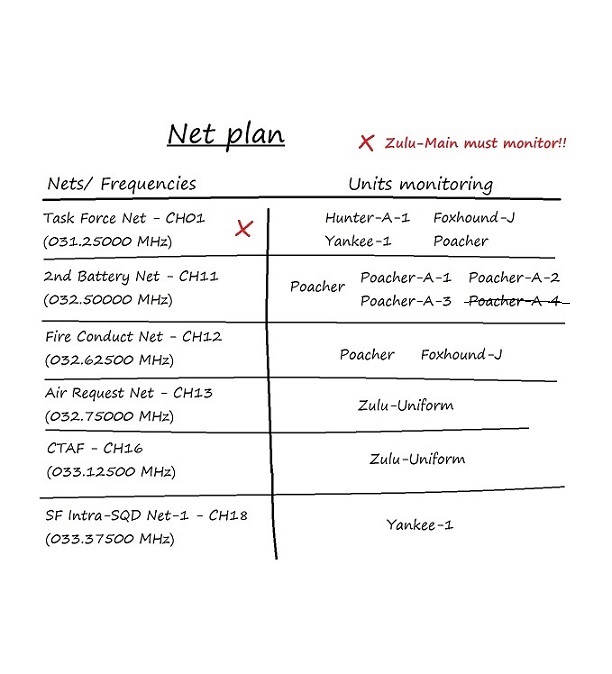 Net plan
X Zulu-Main must monitor!!
Nets/ Frequencies Units monitoring
Task Force Net - CH01 X Hunter-A-1 Foxhound-J
(031.25000 MHz) Yankee-1 Poacher
2nd Battery Net - CH11 Poacher Poacher-A-1 Poacher-A-2
(032.50000 MHz) Poacher-A-3 Poacher-A-4
Fire Conduct Net - CH12
(032.62500 MHz) Poacher Foxhound-J
Air Request Net - CH13
(032.75000 MHz) Zulu-Uniform
CTAF - CH16
(033.12500 MHz) Zulu-Uniform
SF Intra-SQD Net-1 - CH18
(033.37500 MHz) Yankee-1